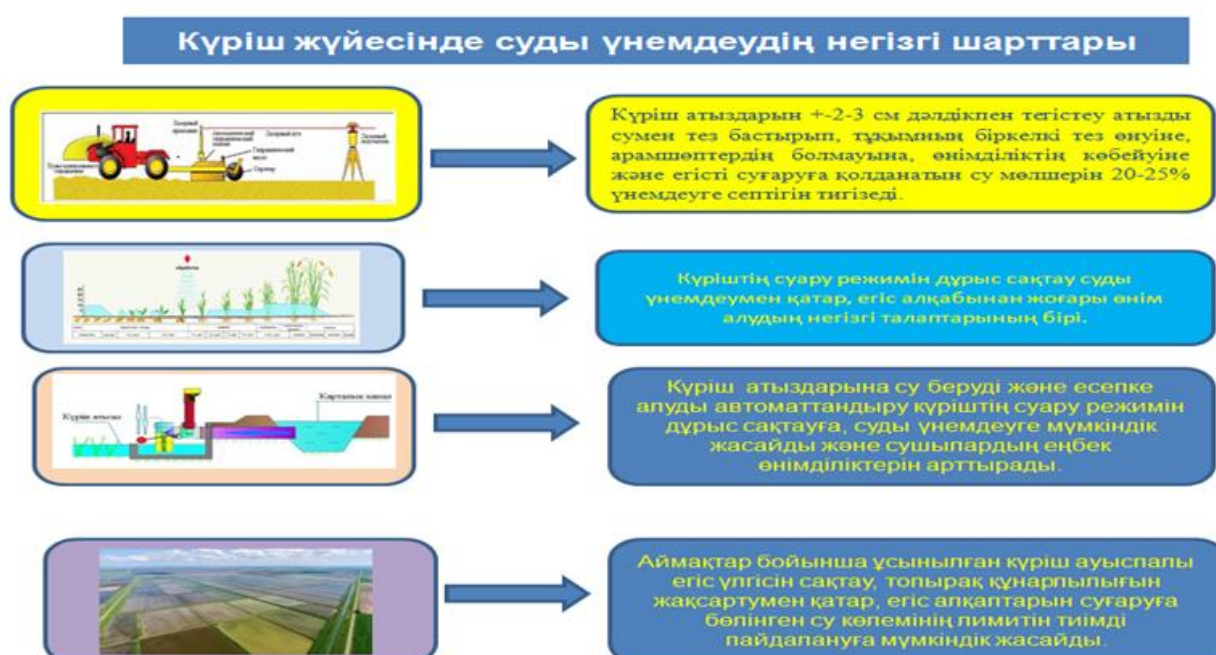 Күріш жүйесінде суды үнемдеудің негізгі шарттары
Күріш атыздарын +-2-3 см дәлдікпен тегістеу атызды
сумен тез бастырып, тұқымның біркелкі тез өнуіне,
арамшөптердің болмауына, өнімділіктің көбейуіне
және егісті суғаруға қолданатын су мөлшерін 20-25%
үнемдеуге септігін тигізеді.
Күріштің суару режимін дұрыс сақтау суды
үнемдеумен қатар, егіс алқабынан жоғары өнім
алудың негізгі талаптарының бірі.
Күріш атызы
Карталық канал
Күріш атыздарына су беруді және есепке
алуды автоматтандыру күріштің суару режимін
дұрыс сақтауға, суды үнемдеуге мүмкіндік
жасайды және сушылардың еңбек
өнімділіктерін арттырады.
Аймақтар бойынша ұсынылған күріш ауыспалы
егіс үлгісін сақтау, топырақ құнарлылығын
жақсартумен қатар, егіс алқаптарын суғаруға
бөлінген су көлемінің лимитін тиімді
пайдалануға мүмкіндік жасайды.